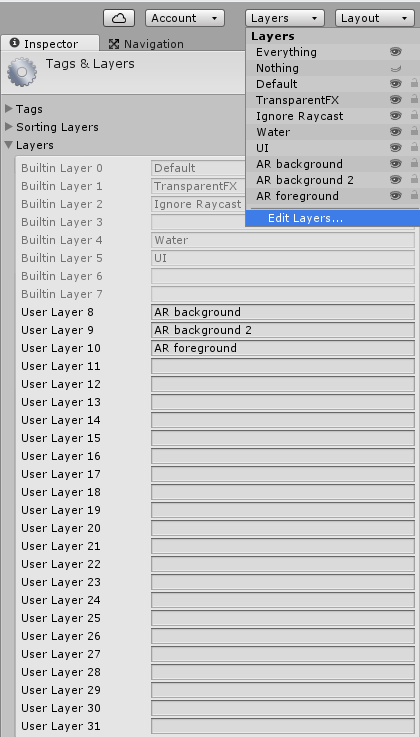 Account Layers Layout
Inspector Navigation
Layers
Tags & Layers
Everything
Nothing
Default
TransparentFX
Ignore Raycast
Water
UI
AR background
AR background 2
AR foreground
Edit Layers...
Tags
Sorting Layers
Layers
Builtin Layer 0 Default
Builtin Layer 1 TransparentFX
Builtin Layer 2 Ignore Raycast
Builtin Layer 3
Builtin Layer 4 Water
Builtin Layer 5 UI
Builtin Layer 6
Builtin Layer 7
User Layer 8 AR background
User Layer 9 AR background 2
User Layer 10 AR foreground
User Layer 11
User Layer 12
User Layer 13
User Layer 14
User Layer 15
User Layer 16
User Layer 17
User Layer 18
User Layer 19
User Layer 20
User Layer 21
User Layer 22
User Layer 23
User Layer 24
User Layer 25
User Layer 26
User Layer 27
User Layer 28
User Layer 29
User Layer 30
User Layer 31